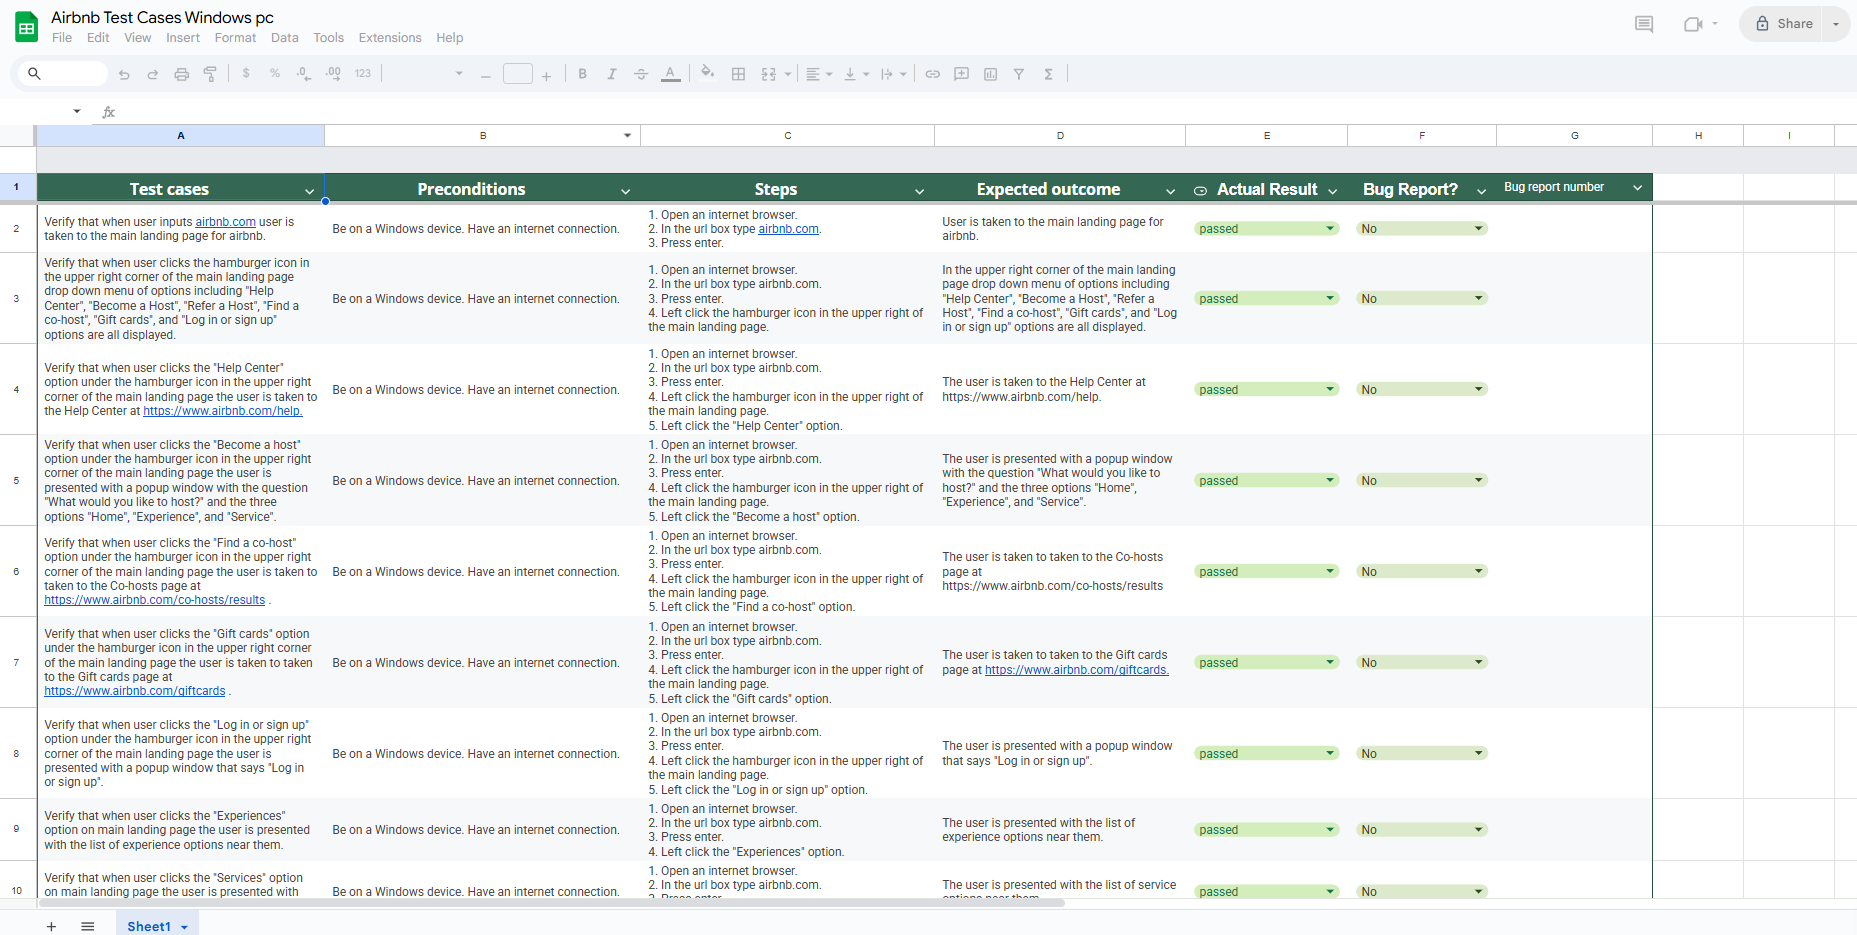 Airbnb Test Cases Windows pc
File Edit View Insert Format Data Tools Extensions Help
Share
$ % .0 .00 123
B I S A
fx
A B C D E F G H I
1 Test cases Preconditions Steps Expected outcome Actual Result Bug Report? Bug report number
2
Verify that when user inputs airbnb.com user is
taken to the main landing page for airbnb.
Be on a Windows device. Have an internet connection.
1. Open an internet browser.
2. In the url box type airbnb.com.
3. Press enter.
User is taken to the main landing page for
airbnb.
passed
No
3
Verify that when user clicks the hamburger icon in
the upper right corner of the main landing page
drop down menu of options including "Help
Center", "Become a Host", "Refer a Host", "Find a
co-host", "Gift cards", and "Log in or sign up"
options are all displayed.
Be on a Windows device. Have an internet connection.
1. Open an internet browser.
2. In the url box type airbnb.com.
3. Press enter.
4. Left click the hamburger icon in the upper right of
the main landing page.
In the upper right corner of the main landing
page drop down menu of options including
"Help Center", "Become a Host", "Refer a
Host", "Find a co-host", "Gift cards", and "Log
in or sign up" options are all displayed.
passed
No
4
Verify that when user clicks the "Help Center"
option under the hamburger icon in the upper right
corner of the main landing page the user is taken to
the Help Center at https://www.airbnb.com/help.
Be on a Windows device. Have an internet connection.
1. Open an internet browser.
2. In the url box type airbnb.com.
3. Press enter.
4. Left click the hamburger icon in the upper right of
the main landing page.
5. Left click the "Help Center" option.
The user is taken to the Help Center at
https://www.airbnb.com/help.
passed
No
5
Verify that when user clicks the "Become a host"
option under the hamburger icon in the upper right
corner of the main landing page the user is
presented with a popup window with the question
"What would you like to host?" and the three
options "Home", "Experience", and "Service".
Be on a Windows device. Have an internet connection.
1. Open an internet browser.
2. In the url box type airbnb.com.
3. Press enter.
4. Left click the hamburger icon in the upper right of
the main landing page.
5. Left click the "Become a host" option.
The user is presented with a popup window
with the question "What would you like to
host?" and the three options "Home",
"Experience", and "Service".
passed
No
6
Verify that when user clicks the "Find a co-host"
option under the hamburger icon in the upper right
corner of the main landing page the user is taken to
taken to the Co-hosts page at
https://www.airbnb.com/co-hosts/results .
Be on a Windows device. Have an internet connection.
1. Open an internet browser.
2. In the url box type airbnb.com.
3. Press enter.
4. Left click the hamburger icon in the upper right of
the main landing page.
5. Left click the "Find a co-host" option.
The user is taken to taken to the Co-hosts
page at
https://www.airbnb.com/co-hosts/results
passed
No
7
Verify that when user clicks the "Gift cards" option
under the hamburger icon in the upper right corner
of the main landing page the user is taken to taken
to the Gift cards page at
https://www.airbnb.com/giftcards .
Be on a Windows device. Have an internet connection.
1. Open an internet browser.
2. In the url box type airbnb.com.
3. Press enter.
4. Left click the hamburger icon in the upper right of
the main landing page.
5. Left click the "Gift cards" option.
The user is taken to taken to the Gift cards
page at https://www.airbnb.com/giftcards.
passed
No
8
Verify that when user clicks the "Log in or sign up"
option under the hamburger icon in the upper right
corner of the main landing page the user is
presented with a popup window that says "Log in
or sign up".
Be on a Windows device. Have an internet connection.
1. Open an internet browser.
2. In the url box type airbnb.com.
3. Press enter.
4. Left click the hamburger icon in the upper right of
the main landing page.
5. Left click the "Log in or sign up" option.
The user is presented with a popup window
that says "Log in or sign up".
passed
No
9
Verify that when user clicks the "Experiences"
option on main landing page the user is presented
with the list of experience options near them.
Be on a Windows device. Have an internet connection.
1. Open an internet browser.
2. In the url box type airbnb.com.
3. Press enter.
4. Left click the "Experiences" option.
The user is presented with the list of
experience options near them.
passed
No
10
Verify that when user clicks the "Services" option
on main landing page the user is presented with
Be on a Windows device. Have an internet connection.
1. Open an internet browser.
2. In the url box type airbnb.com.
3. Press enter.
The user is presented with the list of service
options near them.
passed
No
Sheet1